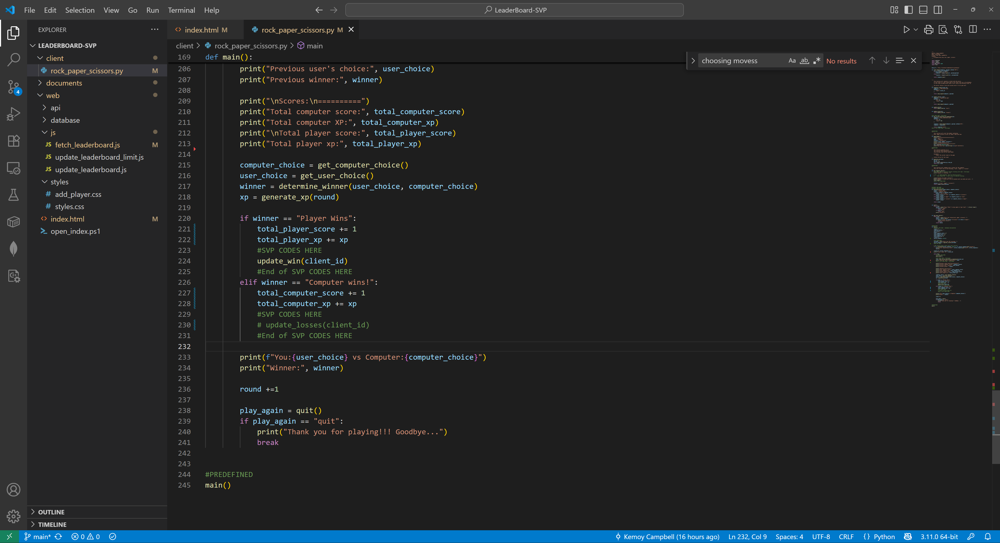 File Edit Selection View Go Run Terminal Help
LeaderBoard-SVP
EXPLORER
index.html M
rock_paper_scissors.py M
LEADERBOARD-SVP
client
rock_paper_scissors.py M
documents
web
api
database
js
JS fetch_leaderboard.js M
JS update_leaderboard_limit.js
JS update_leaderboard.js
styles
# add_player.css
# styles.css
<> index.html M
open_index.ps1
OUTLINE
TIMELINE
4
client > rock_paper_scissors.py > main
choosing movess Aa ab No results
169 def main():
206 print("Previous user's choice:", user_choice)
207 print("Previous winner:", winner)
208
209 print("\nScores:\n==========")
210 print("Total computer score:", total_computer_score)
211 print("Total computer XP:", total_computer_xp)
212 print("\nTotal player score:", total_player_score)
213 print("Total player xp:", total_player_xp)
214
215 computer_choice = get_computer_choice()
216 user_choice = get_user_choice()
217 winner = determine_winner(user_choice, computer_choice)
218 xp = generate_xp(round)
219
220 if winner == "Player Wins":
221 total_player_score += 1
222 total_player_xp += xp
223 #SVP CODES HERE
224 update_win(client_id)
225 #End of SVP CODES HERE
226 elif winner == "Computer wins!":
227 total_computer_score += 1
228 total_computer_xp += xp
229 #SVP CODES HERE
230 # update_losses(client_id)
231 #End of SVP CODES HERE
232
233 print(f"You:{user_choice} vs Computer:{computer_choice}")
234 print("Winner:", winner)
235
236 round +=1
237
238 play_again = quit()
239 if play_again == "quit":
240 print("Thank you for playing!!! Goodbye...")
241 break
242
243
244 #PREDEFINED
245 main()
main* 0 0
Kemoy Campbell (16 hours ago) Ln 232, Col 9 Spaces: 4 UTF-8 CRLF {} Python 3.11.0 64-bit